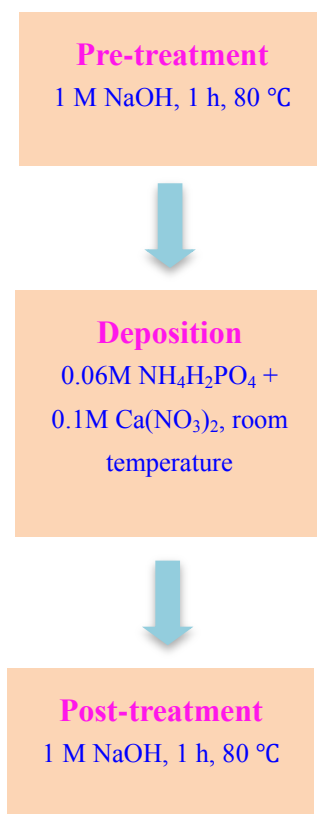 Pre-treatment
1 M NaOH, 1 h, 80 ℃
Deposition
0.06M NH₄H₂PO₄ +
0.1M Ca(NO₃)₂, room
temperature
Post-treatment
1 M NaOH, 1 h, 80 ℃